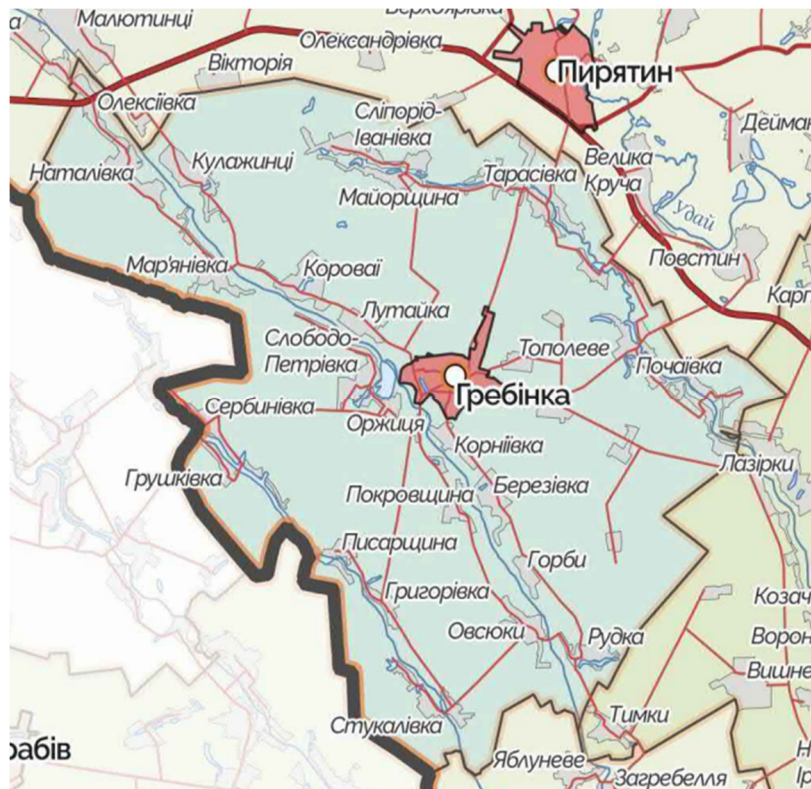 Малютинці
Олександрівка
Вікторія
Пирятин
Олексіївка
Сліпорід-
Іванівка
Наталівка
Кулажинці
Майорщина
Тарасівка
Велика
Круча
Удай
Повстин
Мар'янівка
Короваї
Лутайка
Слободо-
Петрівка
Тополеве
Почаївка
Гребінка
Сербинівка
Оржиця
Корніївка
Лазірки
Грушківка
Покровщина
Березівка
Писарщина
Горби
Григорівка
Овсюки
Рудка
Стукалівка
Тимки
Яблуневе
Загребелля
рабів
Дейман
Карп
Козач
Ворон
Вишне